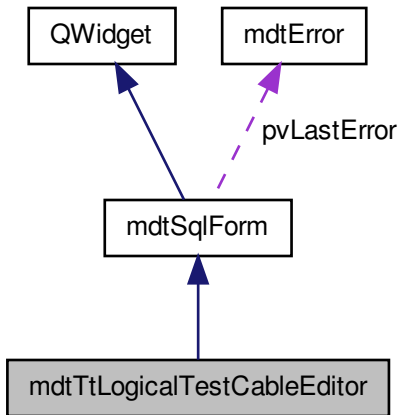 QWidget
mdtError
pvLastError
mdtSqlForm
mdtTtLogicalTestCableEditor